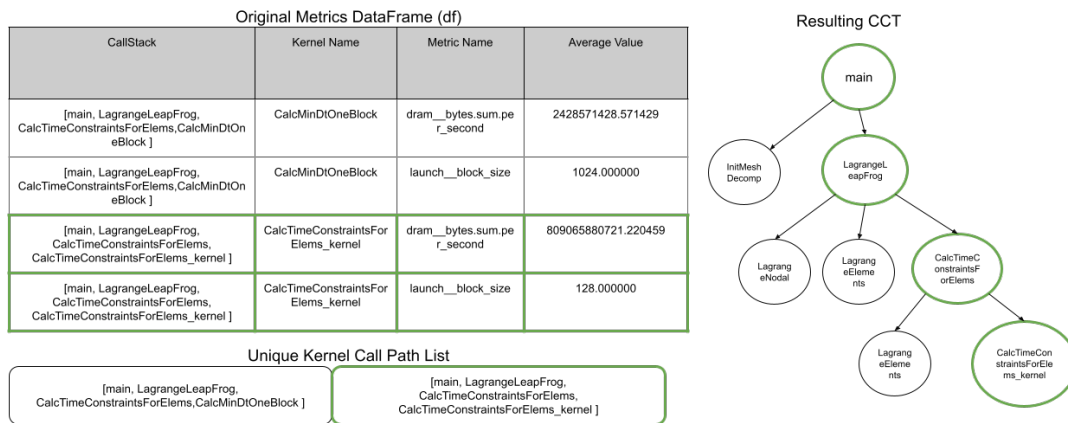 Original Metrics DataFrame (df)
CallStack
Kernel Name
Metric Name
Average Value
[main, LagrangeLeapFrog,
CalcTimeConstraintsForElems,CalcMinDtOn
eBlock ]
CalcMinDtOneBlock
dram__bytes.sum.pe
r_second
2428571428.571429
[main, LagrangeLeapFrog,
CalcTimeConstraintsForElems,CalcMinDtOn
eBlock ]
CalcMinDtOneBlock
launch__block_size
1024.000000
[main, LagrangeLeapFrog,
CalcTimeConstraintsForElems,
CalcTimeConstraintsForElems_kernel ]
CalcTimeConstraintsFor
Elems_kernel
dram__bytes.sum.pe
r_second
809065880721.220459
[main, LagrangeLeapFrog,
CalcTimeConstraintsForElems,
CalcTimeConstraintsForElems_kernel ]
CalcTimeConstraintsFor
Elems_kernel
launch__block_size
128.000000
Unique Kernel Call Path List
[main, LagrangeLeapFrog,
CalcTimeConstraintsForElems,CalcMinDtOneBlock ]
[main, LagrangeLeapFrog,
CalcTimeConstraintsForElems,
CalcTimeConstraintsForElems_kernel ]
Resulting CCT
main
InitMesh
Decomp
LagrangeL
eapFrog
Lagrang
eNodal
Lagrang
eEleme
nts
CalcTimeC
onstraintsF
orElems
Lagrang
eEleme
nts
CalcTimeCon
straintsForEle
ms_kernel